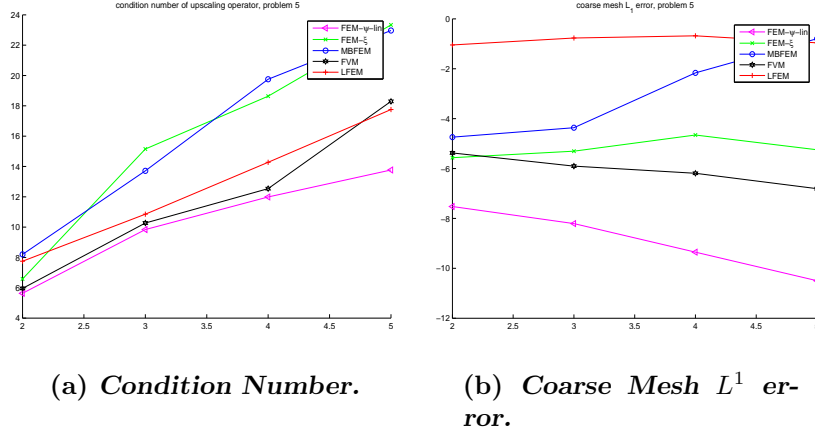 condition number of upscaling operator, problem 5
24
22
20
18
16
14
12
10
8
6
4
2
2.5
3
3.5
4
4.5
5
FEM-ψ-lin
FEM-ξ
MBFEM
FVM
LFEM
(a) Condition Number.
coarse mesh L1 error, problem 5
0
−2
−4
−6
−8
−10
−12
2
2.5
3
3.5
4
4.5
FEM-ψ-lin
FEM-ξ
MBFEM
FVM
LFEM
(b) Coarse Mesh L¹ er-
ror.